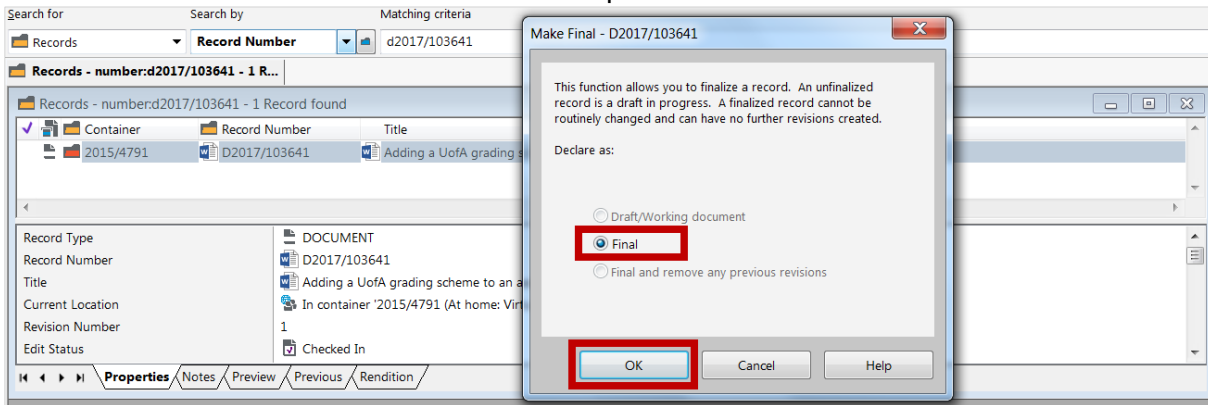 Search for Search by Matching criteria
Records Record Number d2017/103641
Records - number:d2017/103641 - 1 R...
Records - number:d2017/103641 - 1 Record found
Container Record Number Title
2015/4791 D2017/103641 Adding a UofA grading s
Record Type DOCUMENT
Record Number D2017/103641
Title Adding a UofA grading scheme to an a
Current Location In container '2015/4791 (At home: Virt
Revision Number 1
Edit Status Checked In
Properties Notes Preview Previous Rendition
Make Final - D2017/103641
This function allows you to finalize a record. An unfinalized
record is a draft in progress. A finalized record cannot be
routinely changed and can have no further revisions created.
Declare as:
Draft/Working document
Final
Final and remove any previous revisions
OK Cancel Help